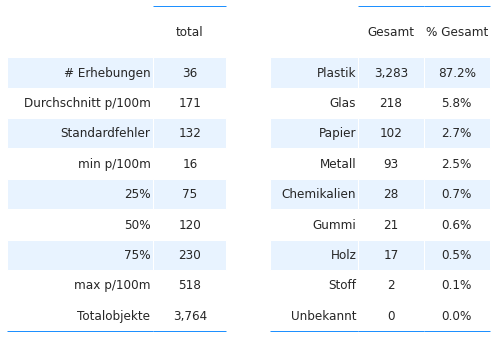 total
# Erhebungen 36
Durchschnitt p/100m 171
Standardfehler 132
min p/100m 16
25% 75
50% 120
75% 230
max p/100m 518
Totalobjekte 3,764
Gesamt % Gesamt
Plastik 3,283 87.2%
Glas 218 5.8%
Papier 102 2.7%
Metall 93 2.5%
Chemikalien 28 0.7%
Gummi 21 0.6%
Holz 17 0.5%
Stoff 2 0.1%
Unbekannt 0 0.0%